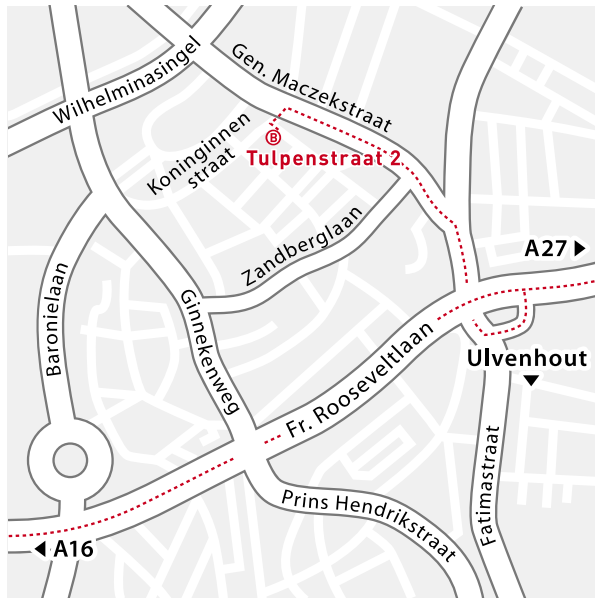 Wilhelminasingel
Gen. Maczekstraat
Koninginnen
straat
B
Tulpenstraat 2
Zandberglaan
A27
Baronielaan
Ginnekenweg
Fr. Rooseveltlaan
Ulvenhout
Fatimastraat
Prins Hendrikstraat
A16